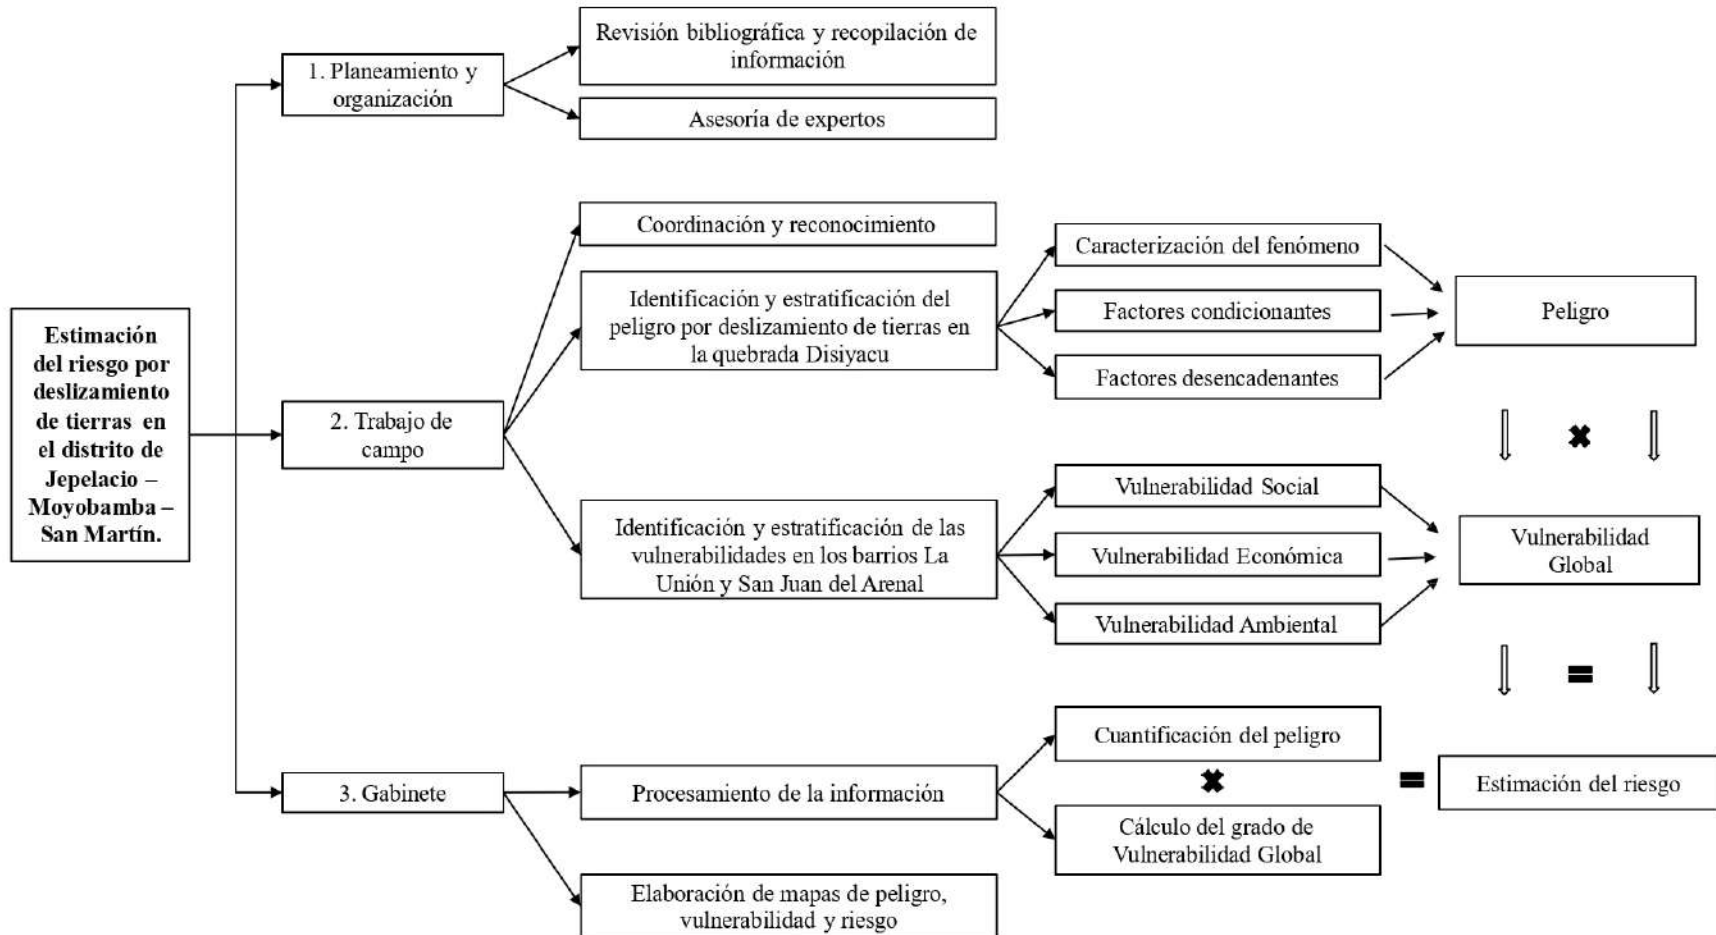 Estimación
del riesgo por
deslizamiento
de tierras en
el distrito de
Jepelacio –
Moyobamba –
San Martín.
1. Planeamiento y
organización
Revisión bibliográfica y recopilación de
información
Asesoría de expertos
2. Trabajo de
campo
Coordinación y reconocimiento
Identificación y estratificación del
peligro por deslizamiento de tierras en
la quebrada Disiyacu
Caracterización del fenómeno
Factores condicionantes
Factores desencadenantes
Peligro
Identificación y estratificación de las
vulnerabilidades en los barrios La
Unión y San Juan del Arenal
Vulnerabilidad Social
Vulnerabilidad Económica
Vulnerabilidad Ambiental
Vulnerabilidad
Global
3. Gabinete
Procesamiento de la información
Cuantificación del peligro
Cálculo del grado de
Vulnerabilidad Global
Estimación del riesgo
Elaboración de mapas de peligro,
vulnerabilidad y riesgo